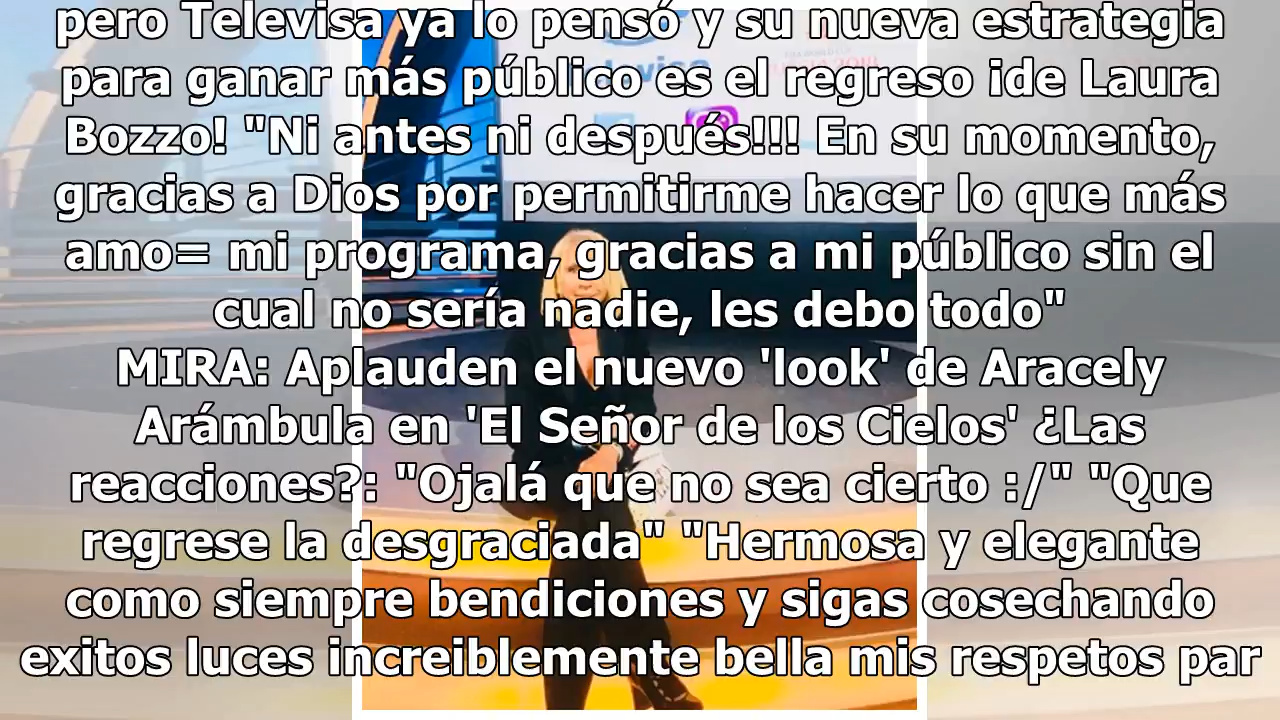 pero Televisa ya lo pensó y su nueva estrategia
para ganar más público es el regreso ide Laura
Bozzo! "Ni antes ni después!!! En su momento,
gracias a Dios por permitirme hacer lo que más
amo= mi programa, gracias a mi público sin el
cual no sería nadie, les debo todo"
MIRA: Aplauden el nuevo 'look' de Aracely
Arámbula en 'El Señor de los Cielos' ¿Las
reacciones?: "Ojalá que no sea cierto :/" "Que
regrese la desgraciada" "Hermosa y elegante
como siempre bendiciones y sigas cosechando
exitos luces increiblemente bella mis respetos par